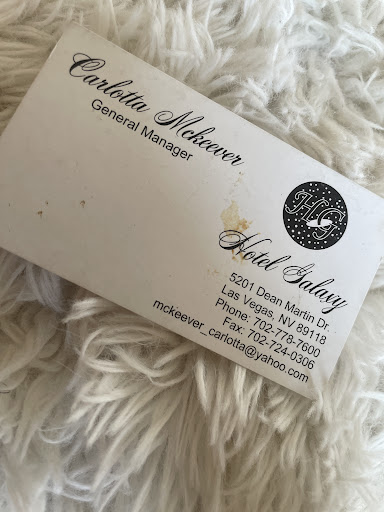 Carlotta Mckeever
General Manager
HG
Hotel Galaxy
5201 Dean Martin Dr.
Las Vegas, NV 89118
Phone: 702-778-7600
Fax: 702-724-0306
mckeever_carlotta@yahoo.com